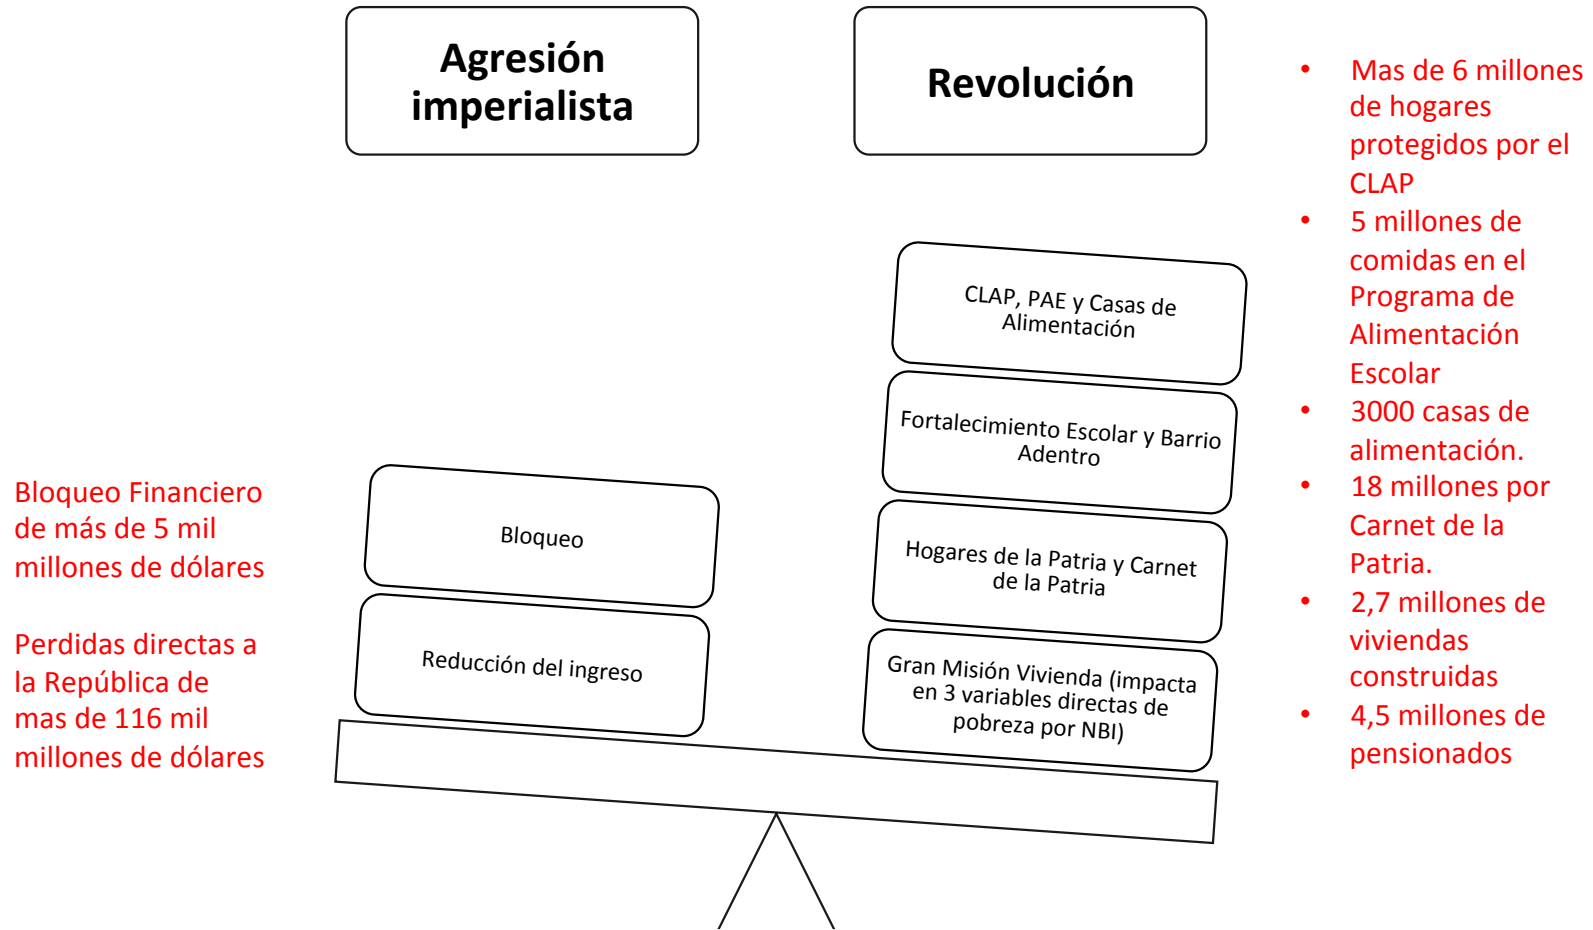 Agresión
imperialista
Revolución
Bloqueo Financiero
de más de 5 mil
millones de dólares
Perdidas directas a
la República de
mas de 116 mil
millones de dólares
Bloqueo
Reducción del ingreso
CLAP, PAE y Casas de
Alimentación
Fortalecimiento Escolar y Barrio
Adentro
Hogares de la Patria y Carnet
de la Patria
Gran Misión Vivienda (impacta
en 3 variables directas de
pobreza por NBI)
• Mas de 6 millones
de hogares
protegidos por el
CLAP
• 5 millones de
comidas en el
Programa de
Alimentación
Escolar
• 3000 casas de
alimentación.
• 18 millones por
Carnet de la
Patria.
• 2,7 millones de
viviendas
construidas
• 4,5 millones de
pensionados